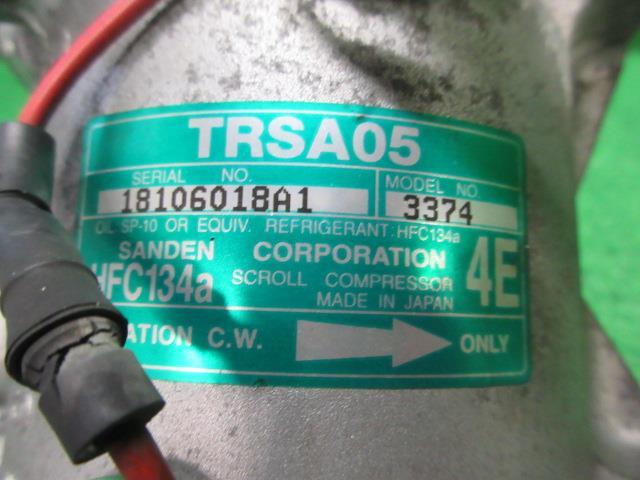 TRSA05
SERIAL NO. MODEL NO.
18106018A1 3374
OIL SP-10 OR EQUIV. REFRIGERANT: HFC134a
SANDEN CORPORATION
HFC134a SCROLL COMPRESSOR 4E
MADE IN JAPAN
ATION C.W. ONLY